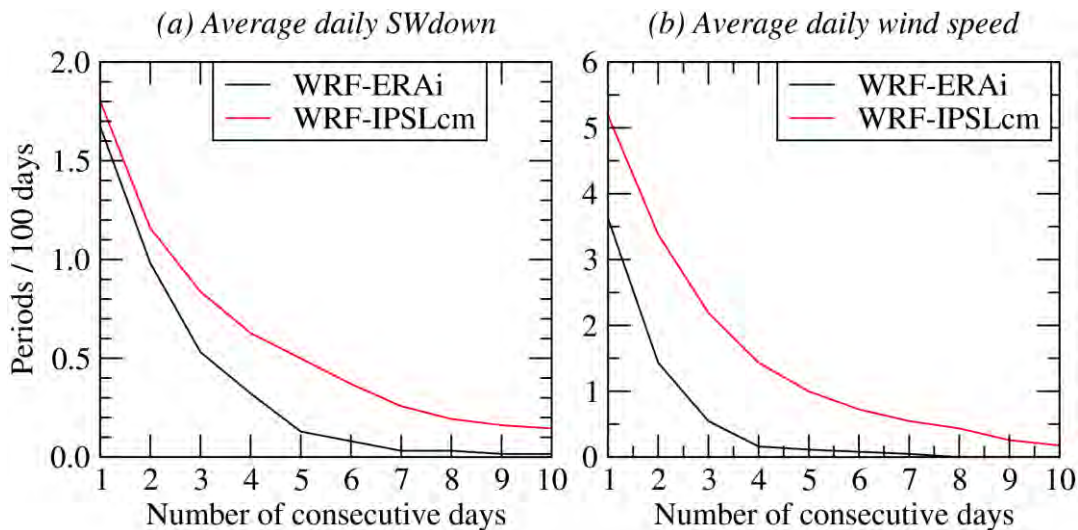 (a) Average daily SWdown
(b) Average daily wind speed
2.0
1.5
1.0
0.5
0.0
Periods / 100 days
WRF-ERAi
WRF-IPSLcm
1 2 3 4 5 6 7 8 9 10
Number of consecutive days
6
5
4
3
2
1
0
WRF-ERAi
WRF-IPSLcm
1 2 3 4 5 6 7 8 9 10
Number of consecutive days